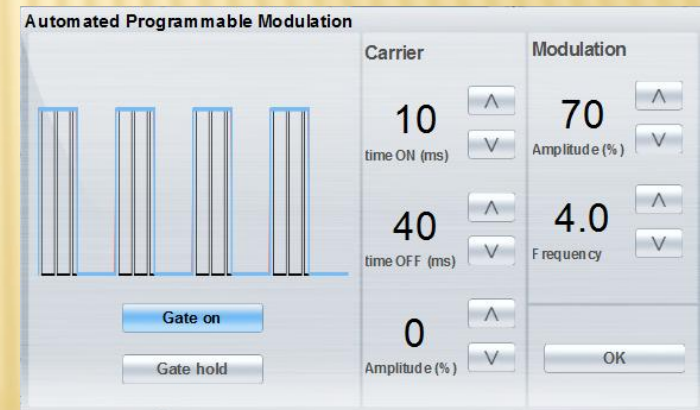 Automated Programmable Modulation
Carrier
10
time ON (ms)
40
time OFF (ms)
0
Amplitude (%)
Modulation
70
Amplitude (%)
4.0
Frequency
Gate on
Gate hold
OK